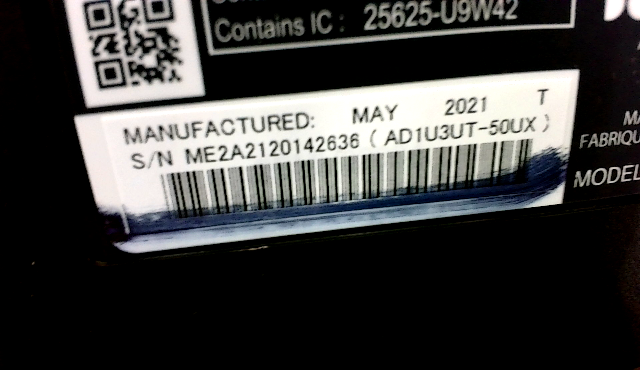 Contains IC : 25625-U9W42
MANUFACTURED: MAY 2021 T
S/N ME2A2120142636 ( AD1U3UT-50UX )
FABRIQU
MODEL